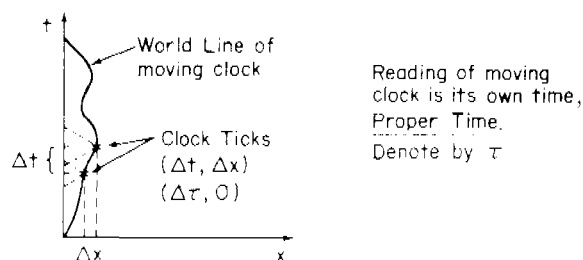 t
World Line of
moving clock
Clock Ticks
(Δt, Δx)
(Δτ, 0)
Δt {
Δx
x
Reading of moving
clock is its own time,
Proper Time.
Denote by τ